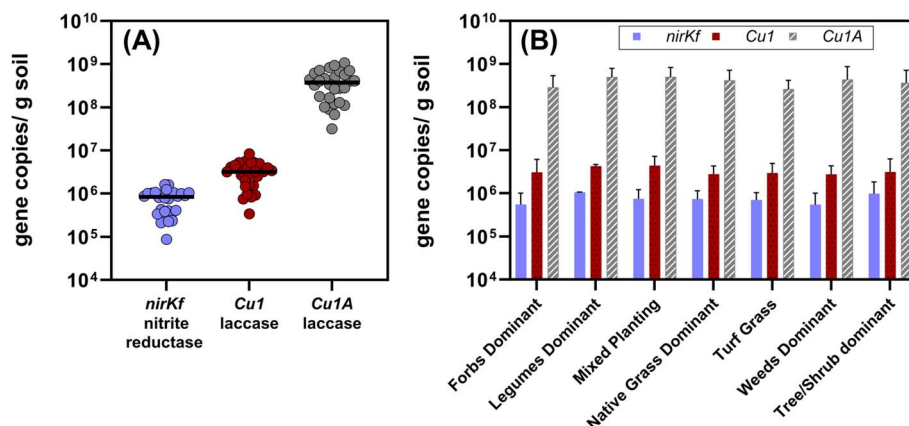 (A)
gene copies/ g soil
10^10
10^9
10^8
10^7
10^6
10^5
10^4
nirKf
nitrite
reductase
Cu1
laccase
Cu1A
laccase
(B)
nirKf Cu1 Cu1A
gene copies/ g soil
10^10
10^9
10^8
10^7
10^6
10^5
10^4
Forbs Dominant
Legumes Dominant
Mixed Planting
Native Grass Dominant
Turf Grass
Weeds Dominant
Tree/Shrub dominant